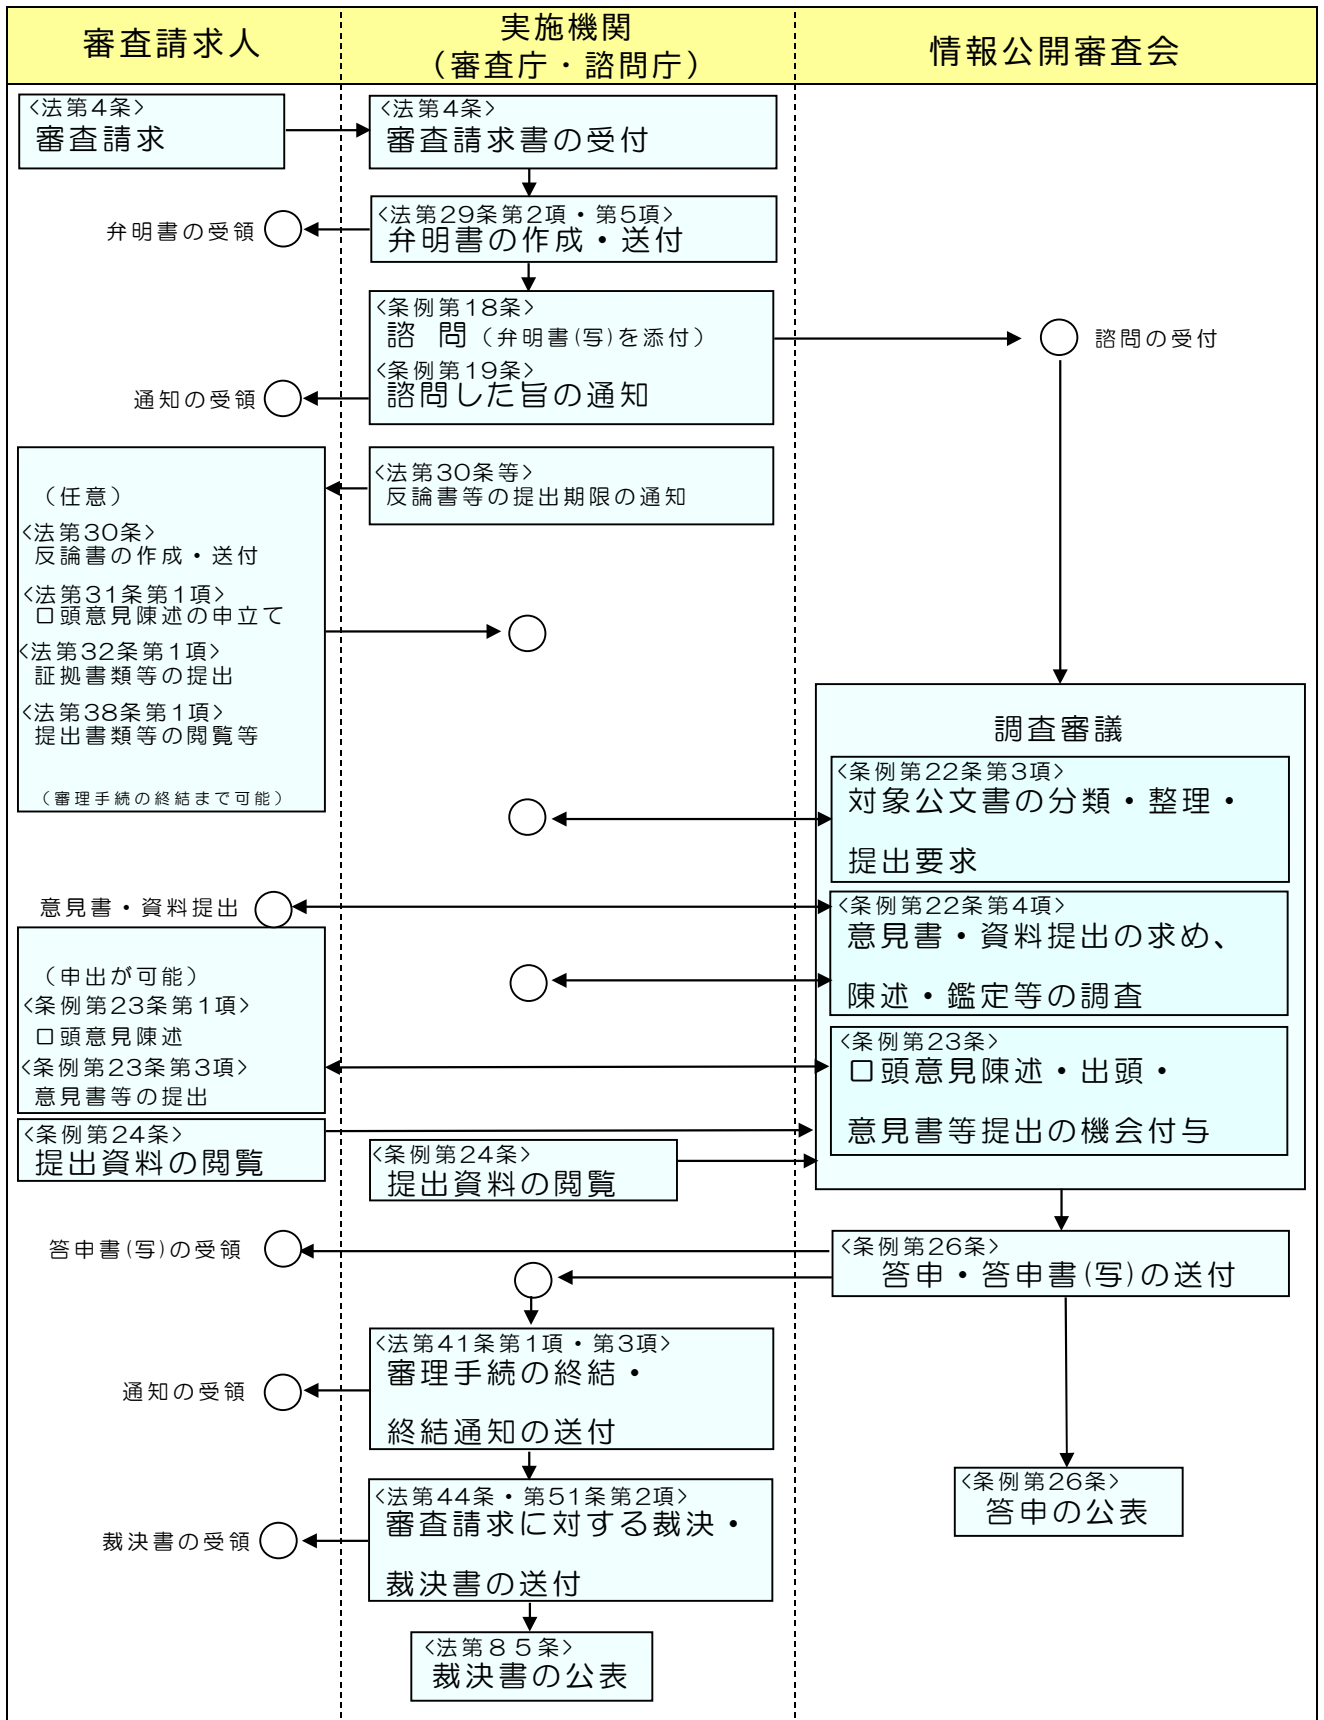 審査請求人
実施機関
（審査庁・諮問庁）
情報公開審査会
<法第4条>
審査請求
<法第4条>
審査請求書の受付
弁明書の受領
<法第29条第2項・第5項>
弁明書の作成・送付
<条例第18条>
諮　問（弁明書(写)を添付）
諮問の受付
<条例第19条>
諮問した旨の通知
通知の受領
<法第30条等>
反論書等の提出期限の通知
（任意）
<法第30条>
反論書の作成・送付
<法第31条第1項>
口頭意見陳述の申立て
<法第32条第1項>
証拠書類等の提出
<法第38条第1項>
提出書類等の閲覧等
（審理手続の終結まで可能）
調査審議
<条例第22条第3項>
対象公文書の分類・整理・
提出要求
意見書・資料提出
<条例第22条第4項>
意見書・資料提出の求め、
陳述・鑑定等の調査
（申出が可能）
<条例第23条第1項>
口頭意見陳述
<条例第23条第3項>
意見書等の提出
<条例第23条>
口頭意見陳述・出頭・
意見書等提出の機会付与
<条例第24条>
提出資料の閲覧
<条例第24条>
提出資料の閲覧
答申書(写)の受領
<条例第26条>
答申・答申書(写)の送付
<法第41条第1項・第3項>
審理手続の終結・
終結通知の送付
通知の受領
<条例第26条>
答申の公表
<法第44条・第51条第2項>
審査請求に対する裁決・
裁決書の送付
裁決書の受領
<法第８５条>
裁決書の公表